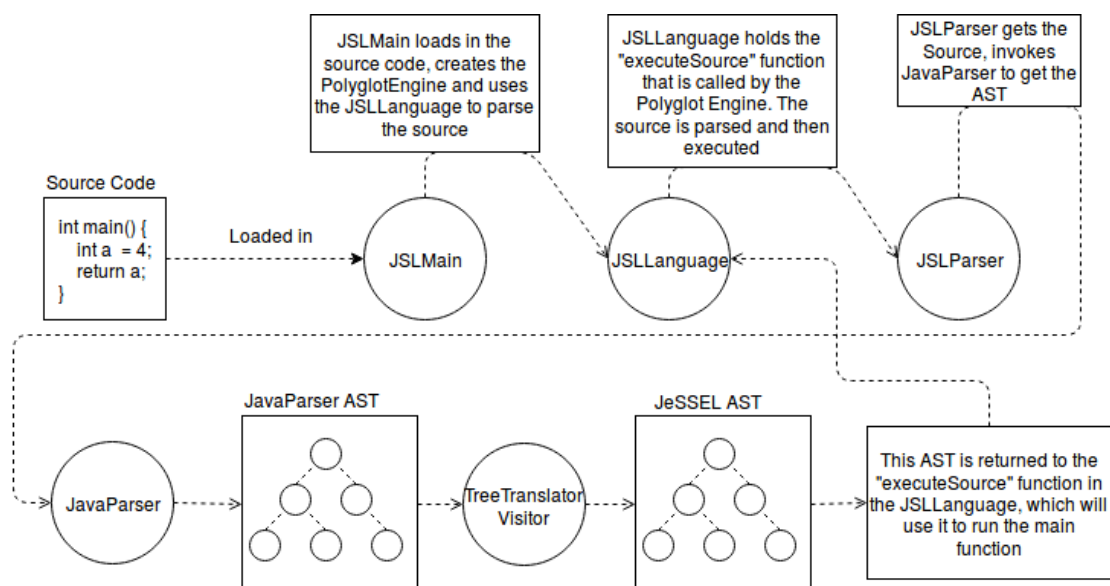 JSLMain loads in the
source code, creates the
PolyglotEngine and uses
the JSLLanguage to parse
the source
JSLLanguage holds the
"executeSource" function
that is called by the
Polyglot Engine. The
source is parsed and then
executed
JSLParser gets the
Source, invokes
JavaParser to get the
AST
Source Code
int main() {
int a = 4;
return a;
}
Loaded in
JSLMain
JSLLanguage
JSLParser
JavaParser AST
JeSSEL AST
JavaParser
TreeTranslator
Visitor
This AST is returned to the
"executeSource" function in
the JSLLanguage, which will
use it to run the main
function